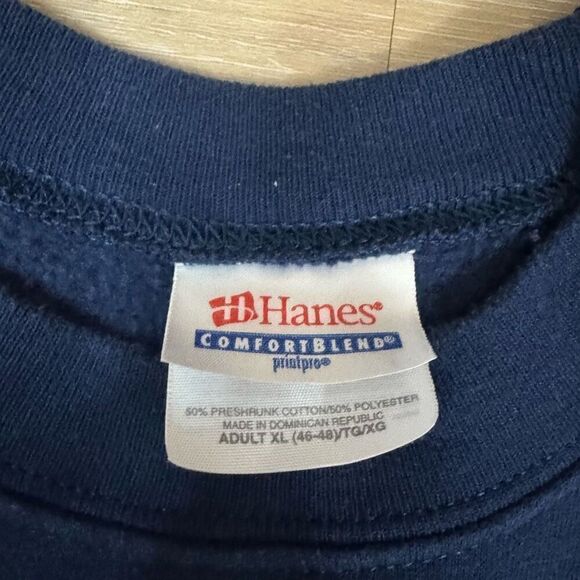 Hanes®
COMFORTBLEND®
printpro®
50% PRESHRUNK COTTON/50% POLYESTER
MADE IN DOMINICAN REPUBLIC
ADULT XL (46-48)/TG/XG